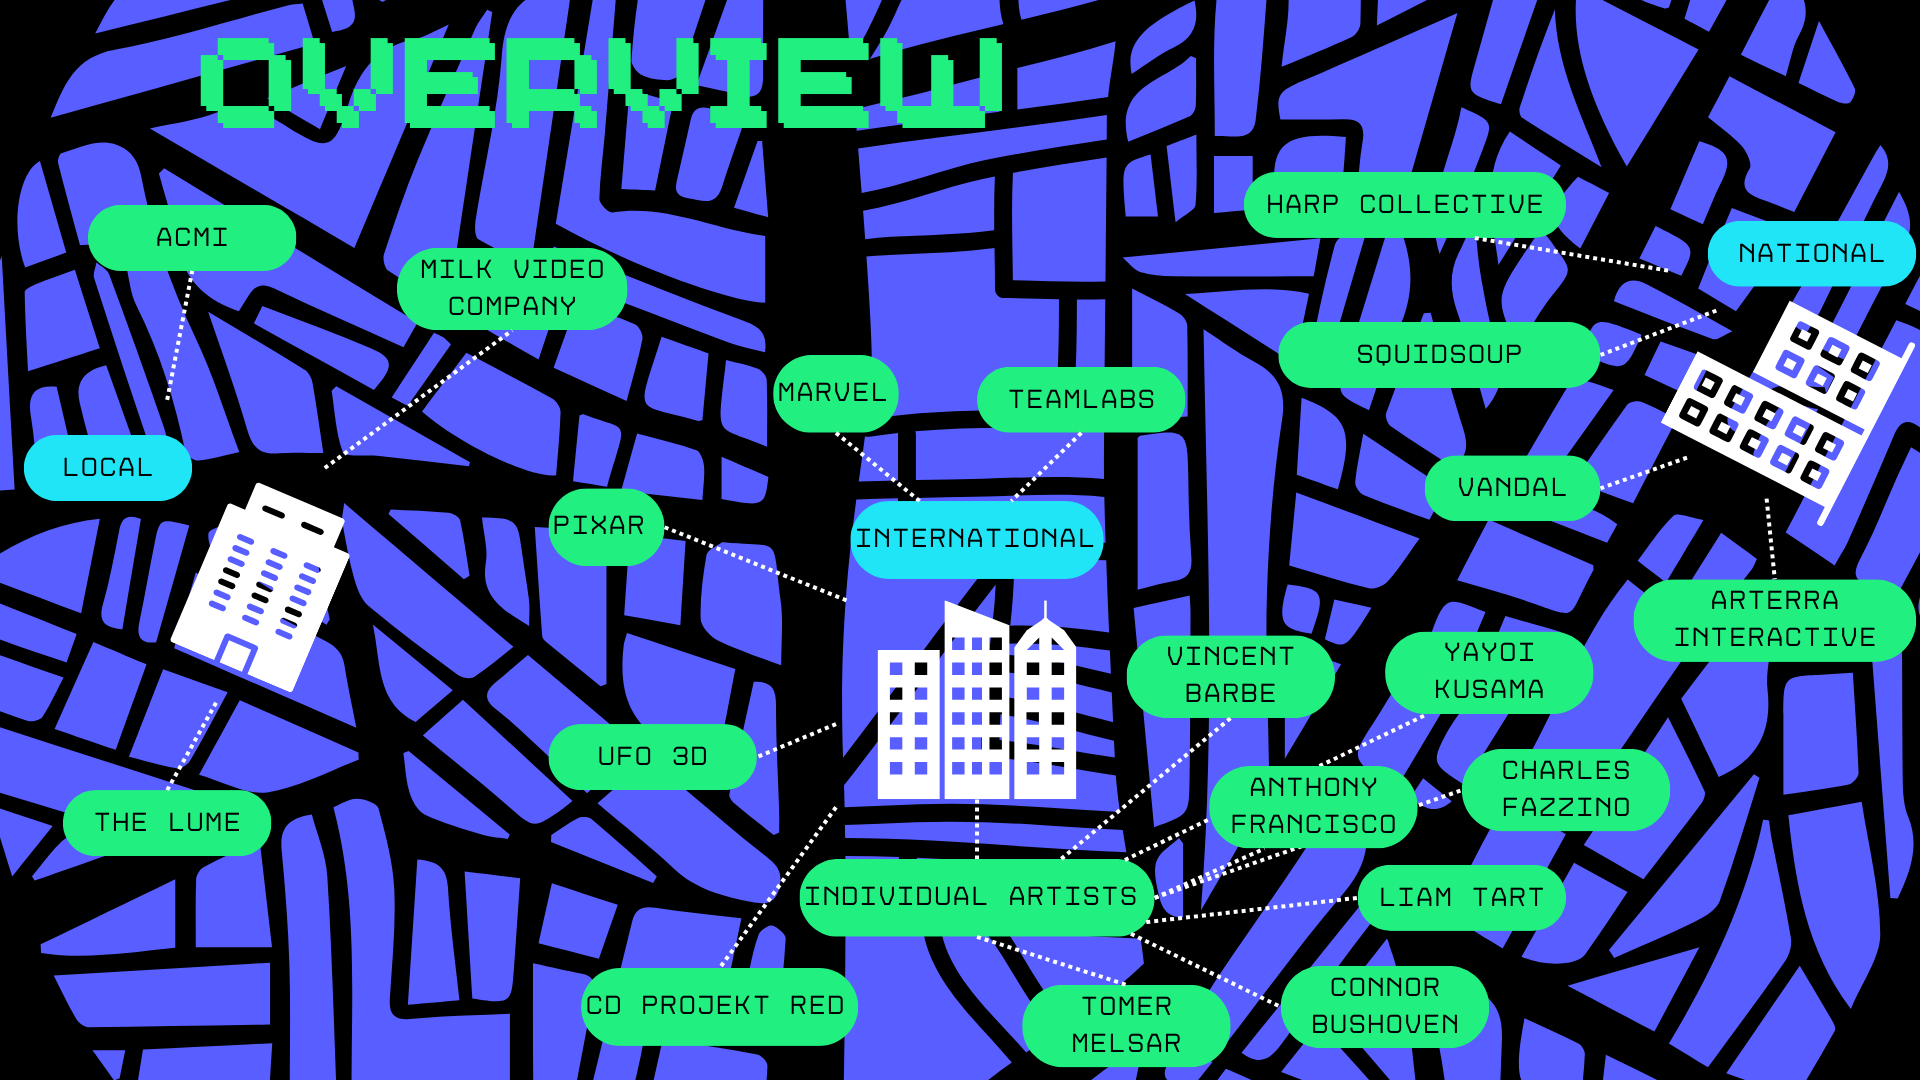 OVERVIEW
HARP COLLECTIVE
ACMI
NATIONAL
MILK VIDEO
COMPANY
SQUIDSOUP
MARVEL
TEAMLABS
LOCAL
VANDAL
PIXAR
INTERNATIONAL
ARTERRA
INTERACTIVE
VINCENT
BARBE
YAYOI
KUSAMA
UFO 3D
CHARLES
FAZZINO
ANTHONY
FRANCISCO
THE LUME
INDIVIDUAL ARTISTS
LIAM TART
CD PROJEKT RED
TOMER
MELSAR
CONNOR
BUSHOVEN